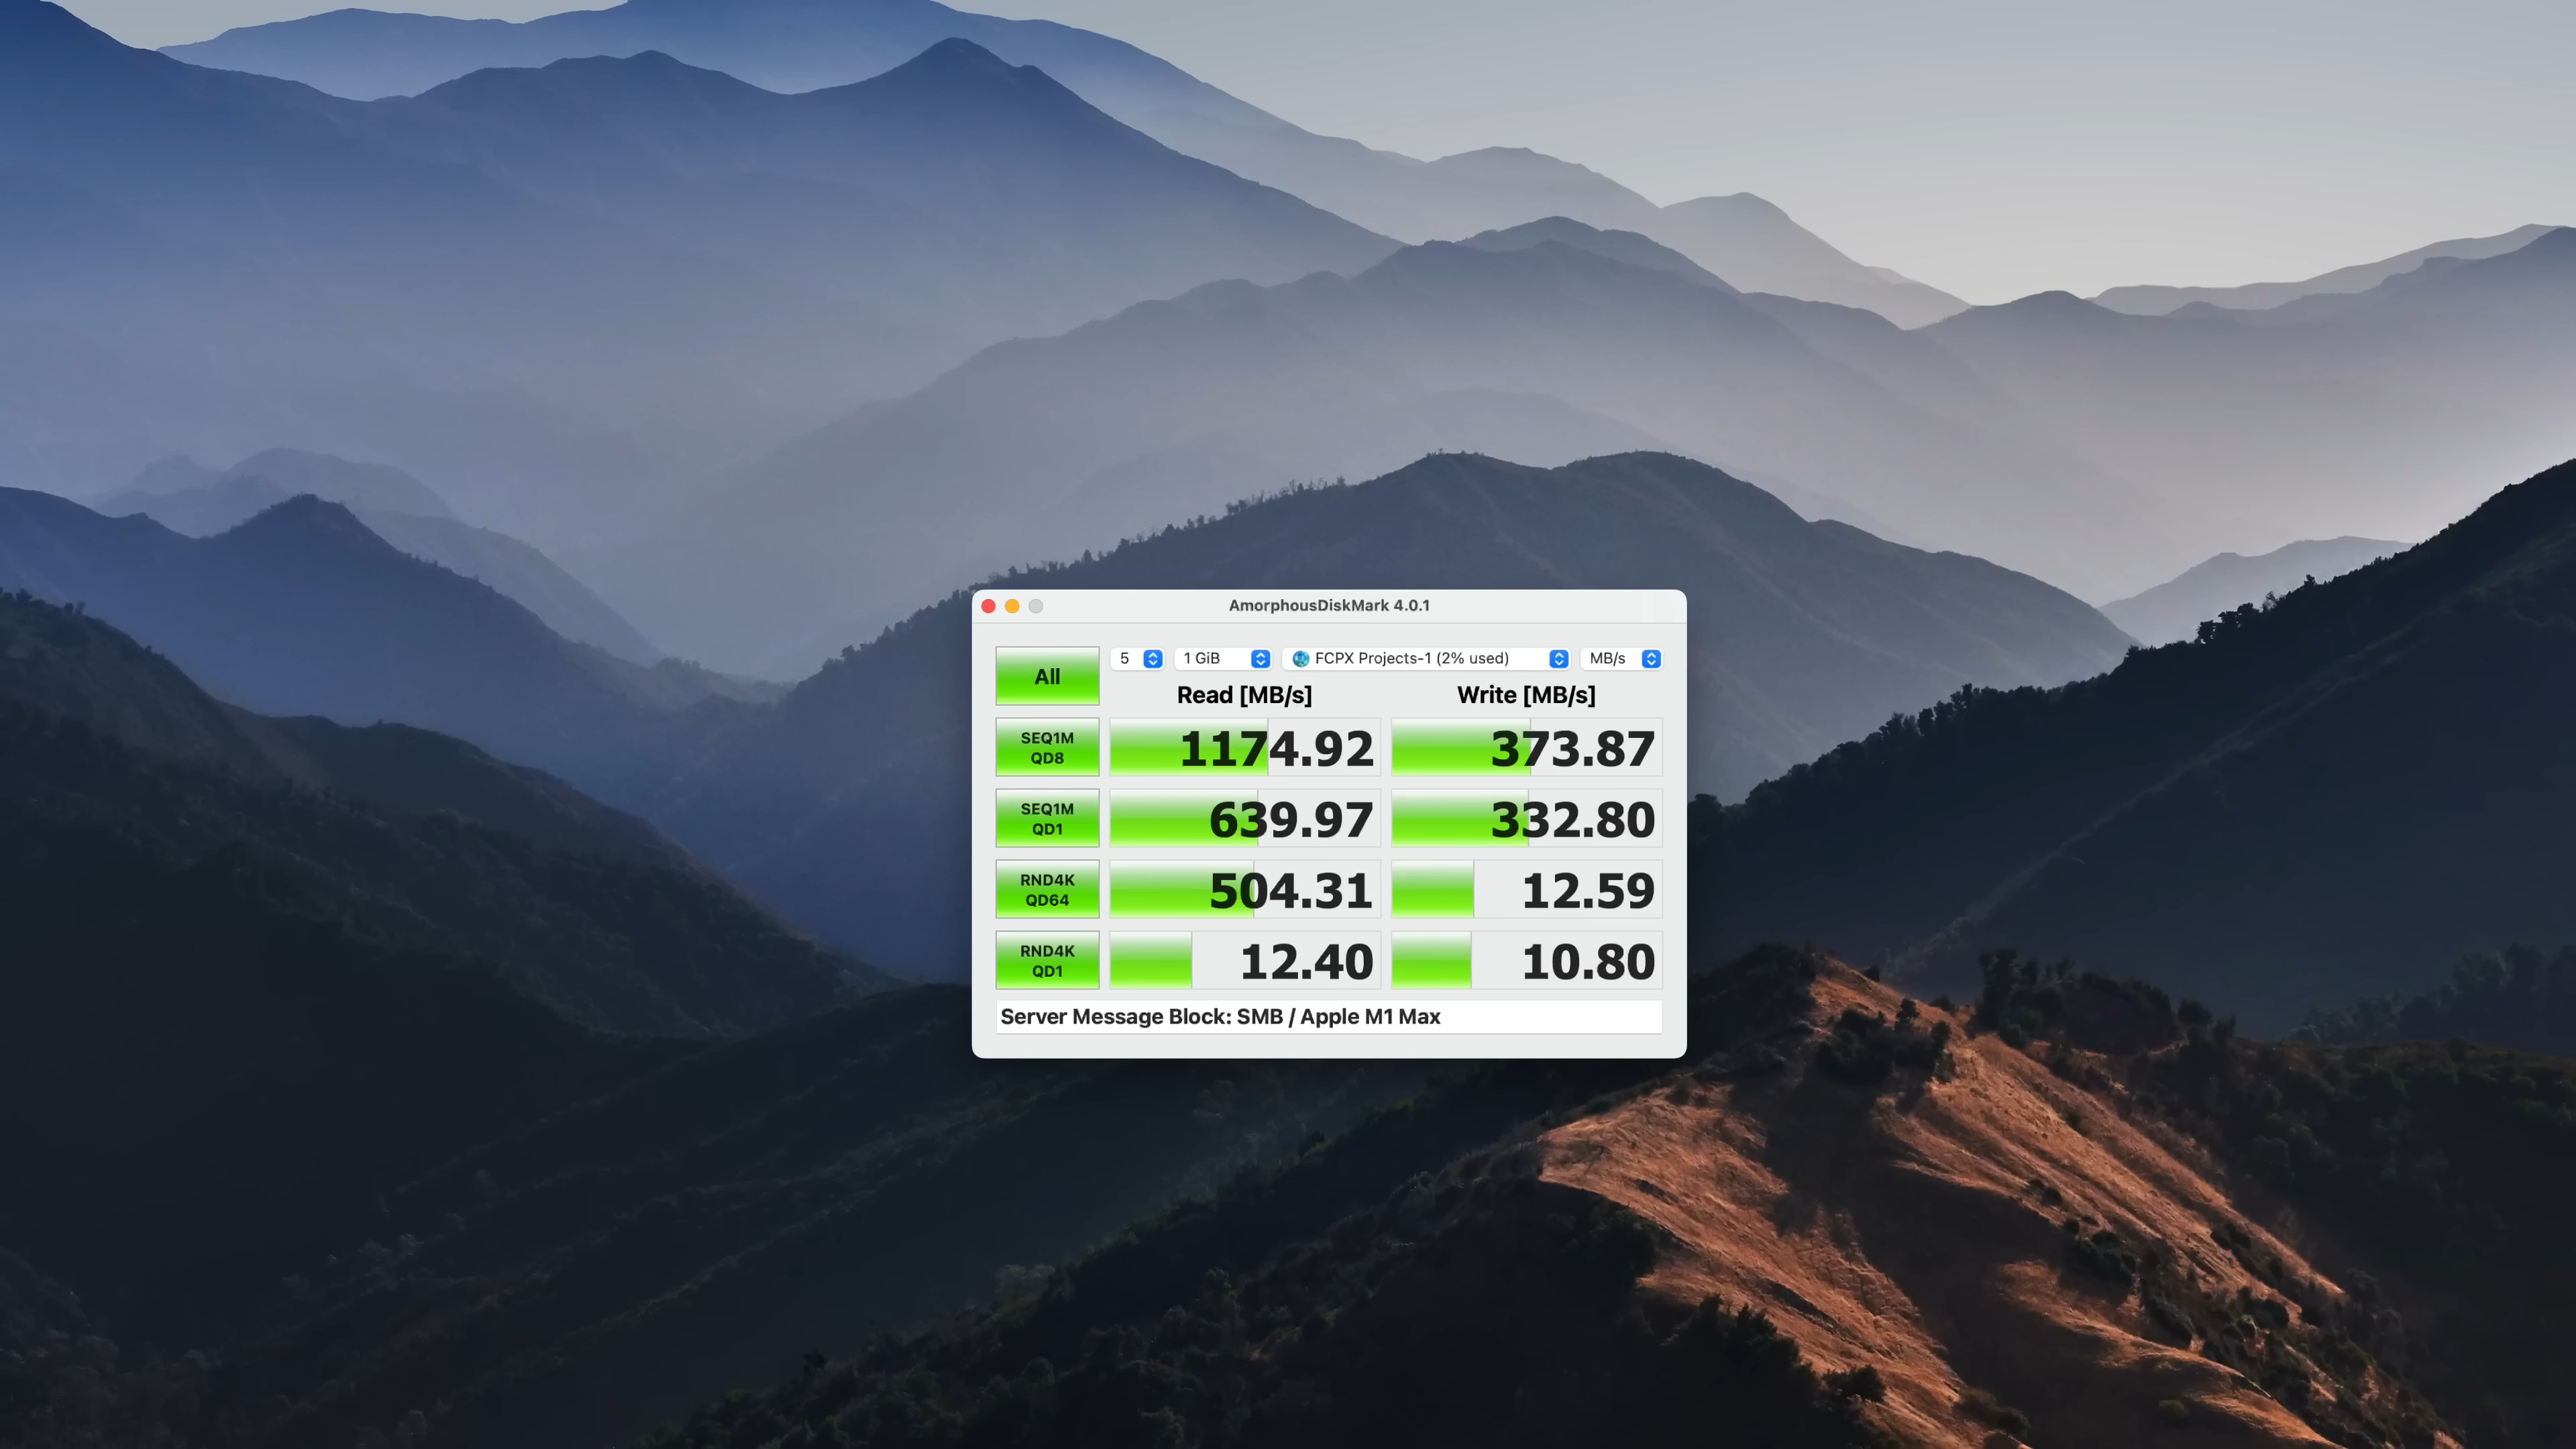 AmorphousDiskMark 4.0.1
All
5
1 GiB
FCPX Projects-1 (2% used)
MB/s
Read [MB/s]
Write [MB/s]
SEQ1M
QD8
1174.92
373.87
SEQ1M
QD1
639.97
332.80
RND4K
QD64
504.31
12.59
RND4K
QD1
12.40
10.80
Server Message Block: SMB / Apple M1 Max